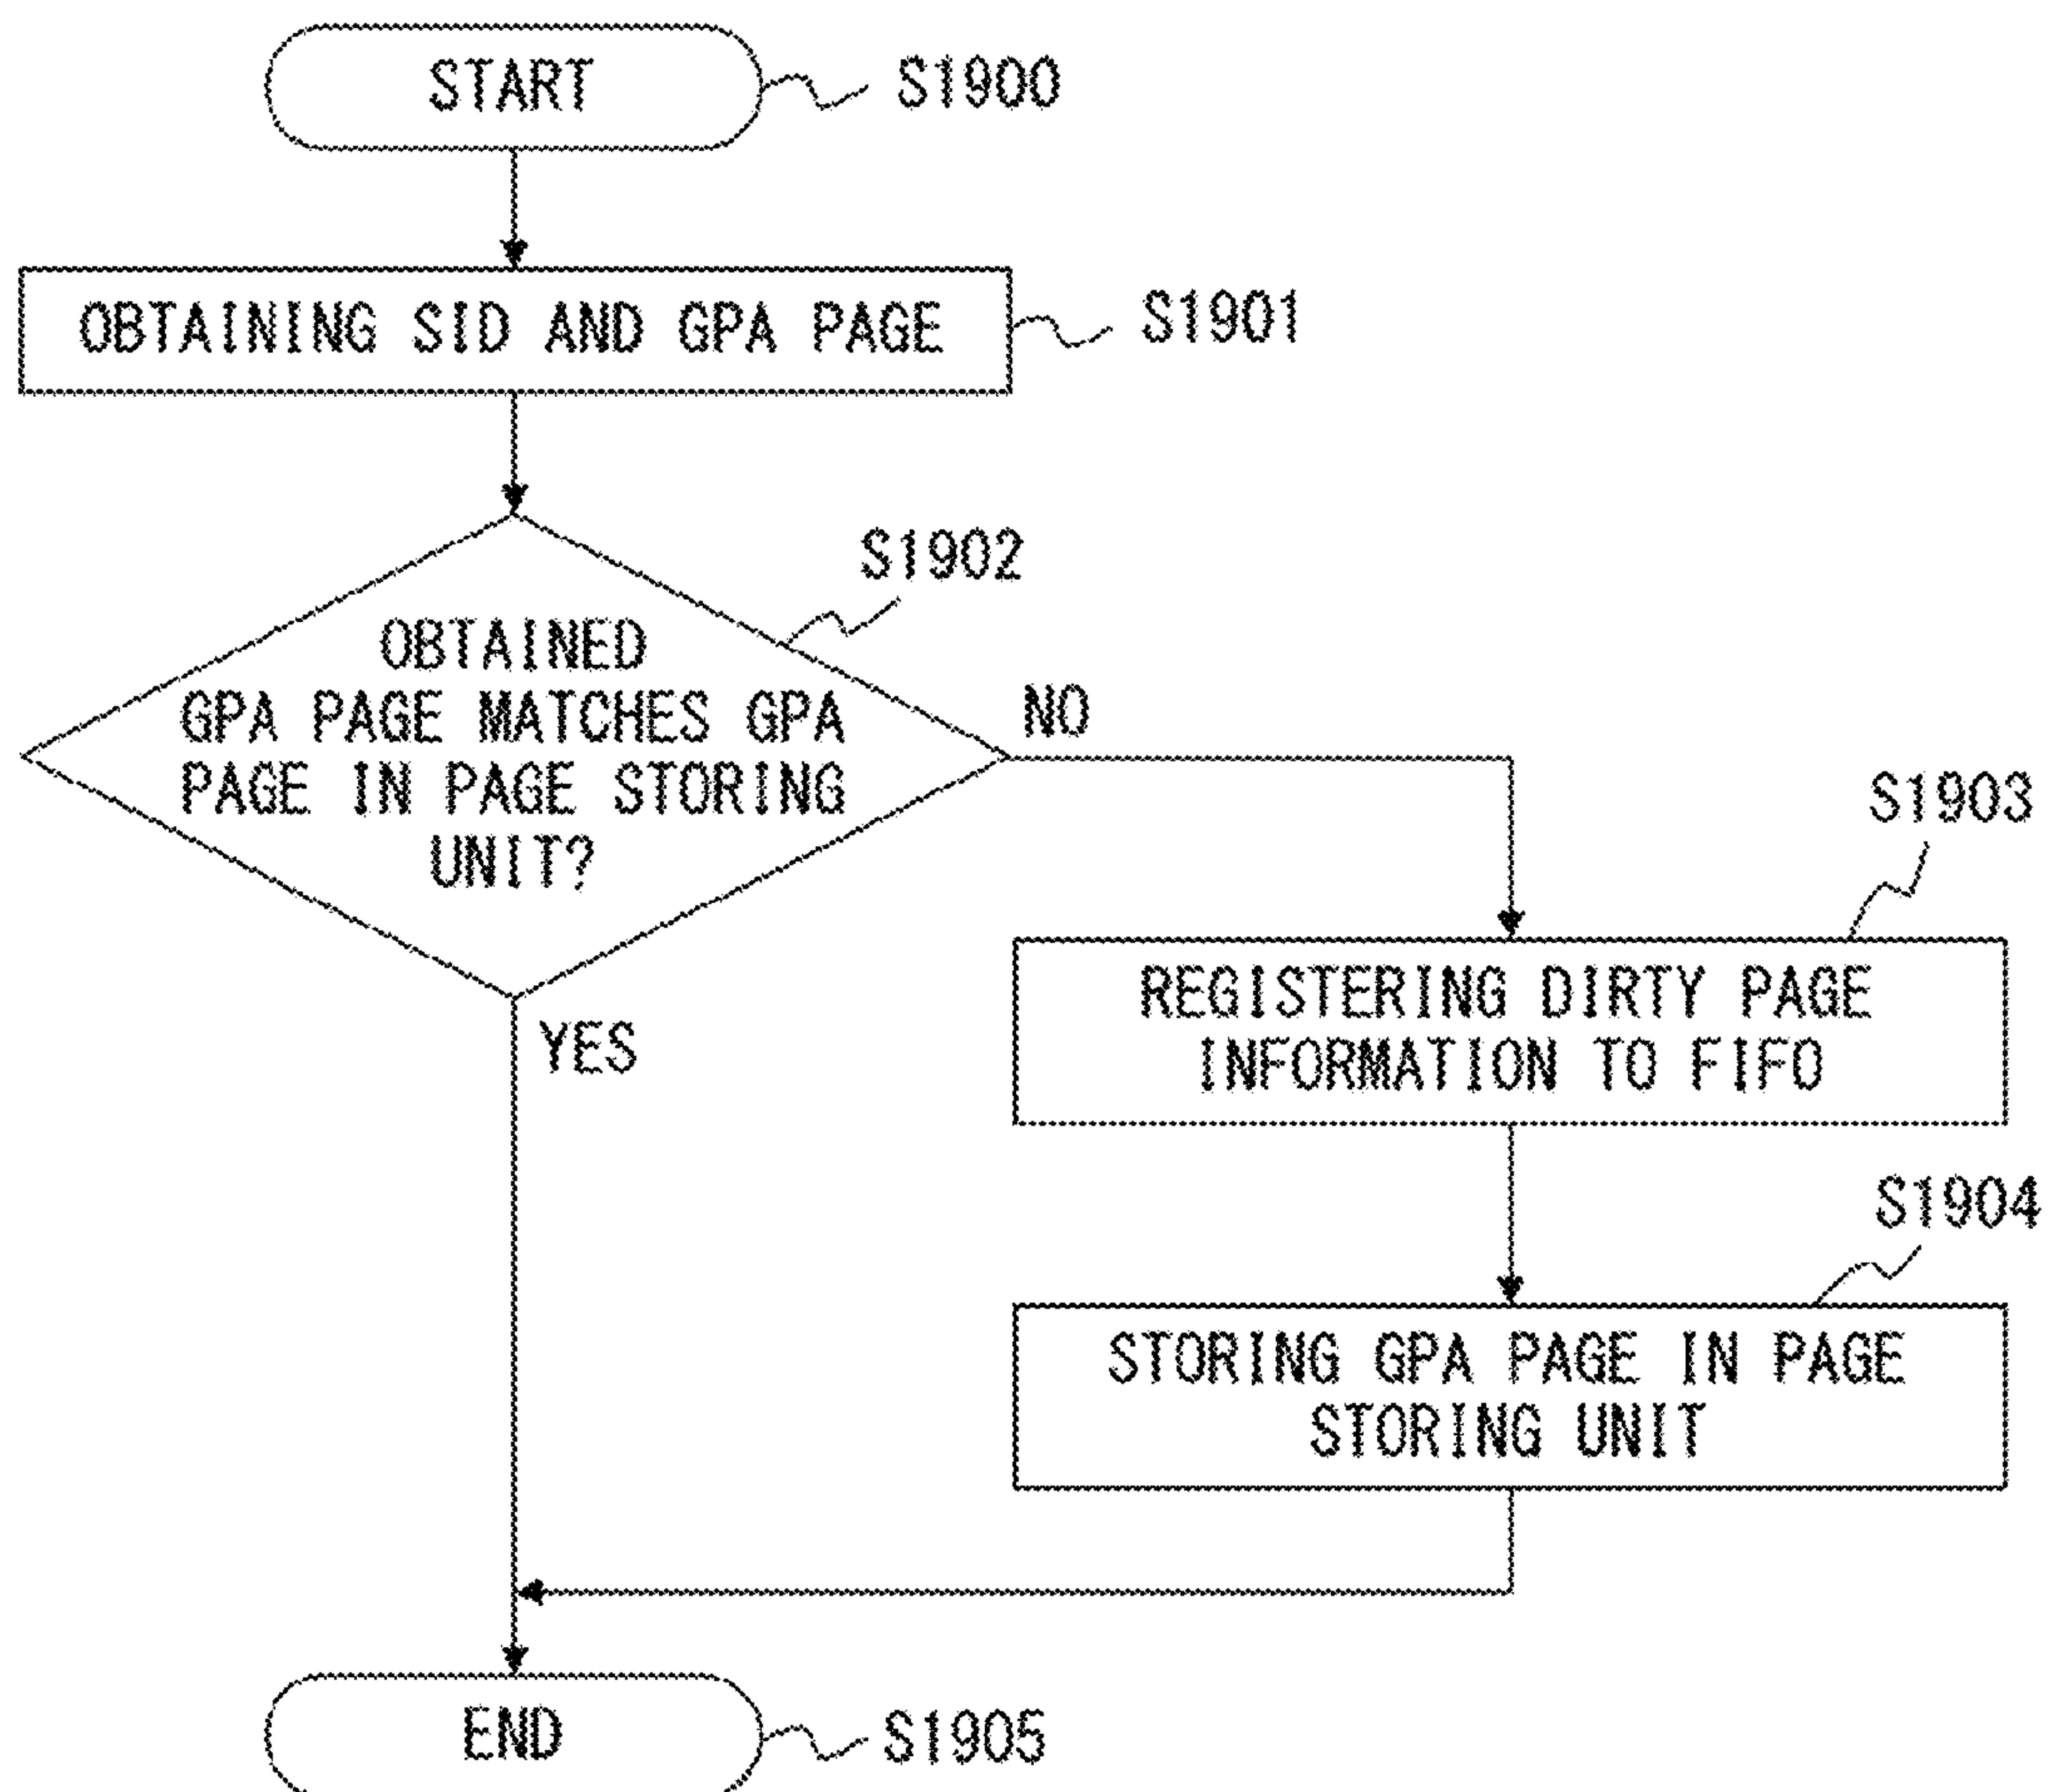 START
S1900
OBTAINING SID AND GPA PAGE
S1901
S1902
OBTAINED
GPA PAGE MATCHES GPA
PAGE IN PAGE STORING
UNIT?
NO
YES
S1903
REGISTERING DIRTY PAGE
INFORMATION TO FIFO
S1904
STORING GPA PAGE IN PAGE
STORING UNIT
END
S1905